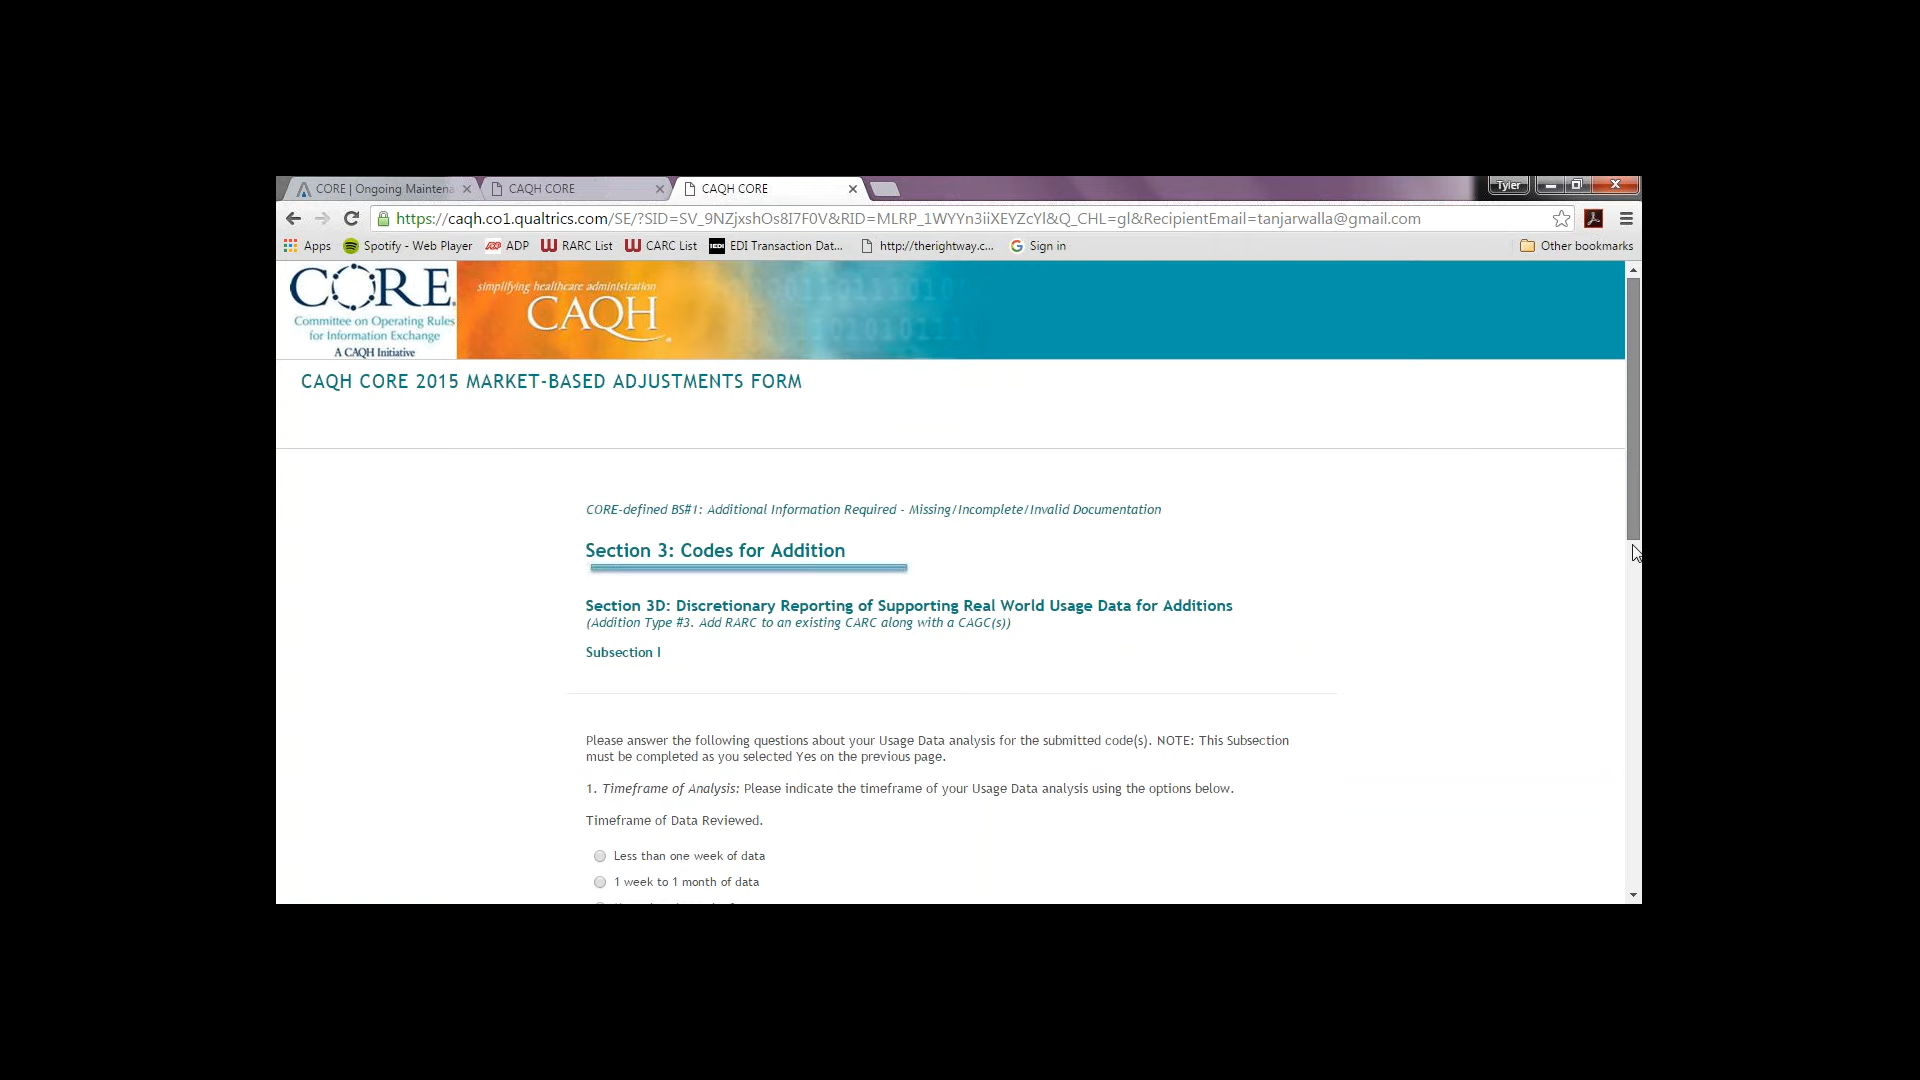 CORE | Ongoing Maintena
CAQH CORE
CAQH CORE
Tyler
https://caqh.co1.qualtrics.com/SE/?SID=SV_9NZjxshOs8I7F0V&RID=MLRP_1WYYn3iiXEYZcYl&Q_CHL=gl&RecipientEmail=tanjarwalla@gmail.com
Apps Spotify - Web Player ADP RARC List CARC List EDI Transaction Dat... http://therightway.c... Sign in Other bookmarks
CORE
Committee on Operating Rules
for Information Exchange
A CAQH Initiative
simplifying healthcare administration
CAQH
CAQH CORE 2015 MARKET-BASED ADJUSTMENTS FORM
CORE-defined BS#1: Additional Information Required - Missing/Incomplete/Invalid Documentation
Section 3: Codes for Addition
Section 3D: Discretionary Reporting of Supporting Real World Usage Data for Additions
(Addition Type #3. Add RARC to an existing CARC along with a CAGC(s))
Subsection I
Please answer the following questions about your Usage Data analysis for the submitted code(s). NOTE: This Subsection
must be completed as you selected Yes on the previous page.
1. Timeframe of Analysis: Please indicate the timeframe of your Usage Data analysis using the options below.
Timeframe of Data Reviewed.
Less than one week of data
1 week to 1 month of data